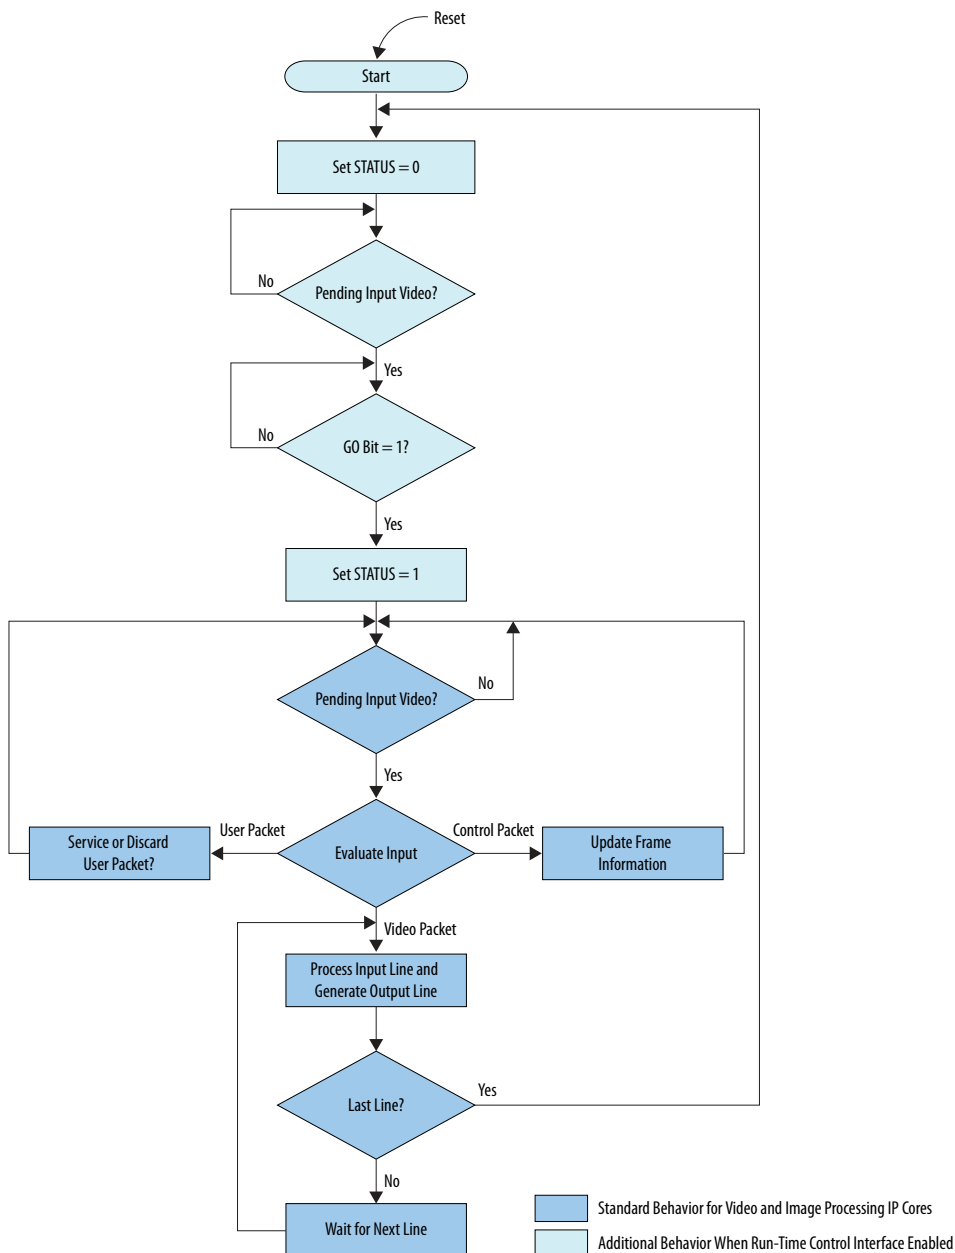 Reset
Start
Set STATUS = 0
No
Pending Input Video?
Yes
No
GO Bit = 1?
Yes
Set STATUS = 1
Pending Input Video?
No
Yes
User Packet
Control Packet
Service or Discard
User Packet?
Evaluate Input
Update Frame
Information
Video Packet
Process Input Line and
Generate Output Line
Last Line?
Yes
No
Wait for Next Line
Standard Behavior for Video and Image Processing IP Cores
Additional Behavior When Run-Time Control Interface Enabled